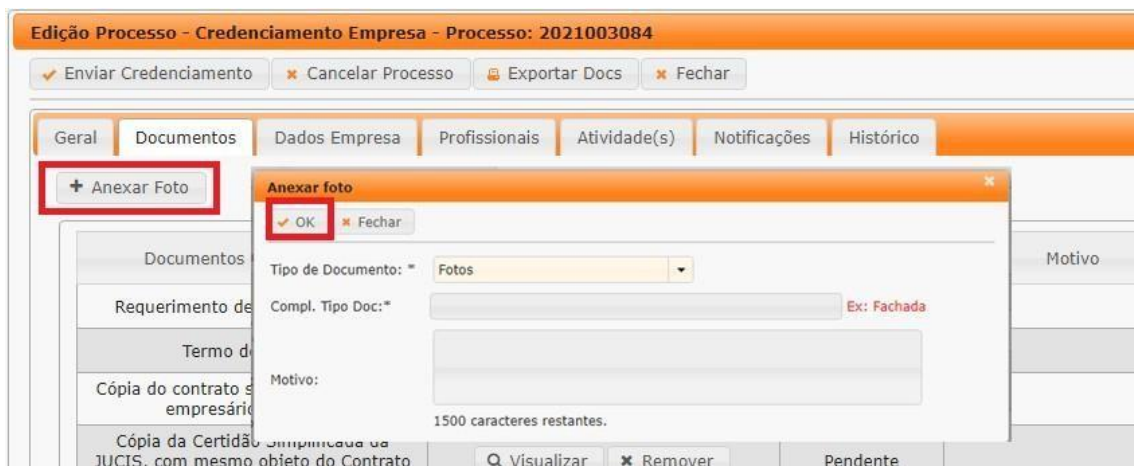 Edição Processo - Credenciamento Empresa - Processo: 2021003084
Enviar Credenciamento Cancelar Processo Exportar Docs Fechar
Geral Documentos Dados Empresa Profissionais Atividade(s) Notificações Histórico
+ Anexar Foto
Anexar foto
OK Fechar
Documentos Motivo
Tipo de Documento: * Fotos
Requerimento de
Compl. Tipo Doc:* Ex: Fachada
Termo
Motivo:
Cópia do contrato
1500 caracteres restantes.
Cópia da Certidão Simplificada da
JUCIS, com mesmo objeto do Contrato
Visualizar Remover Pendente